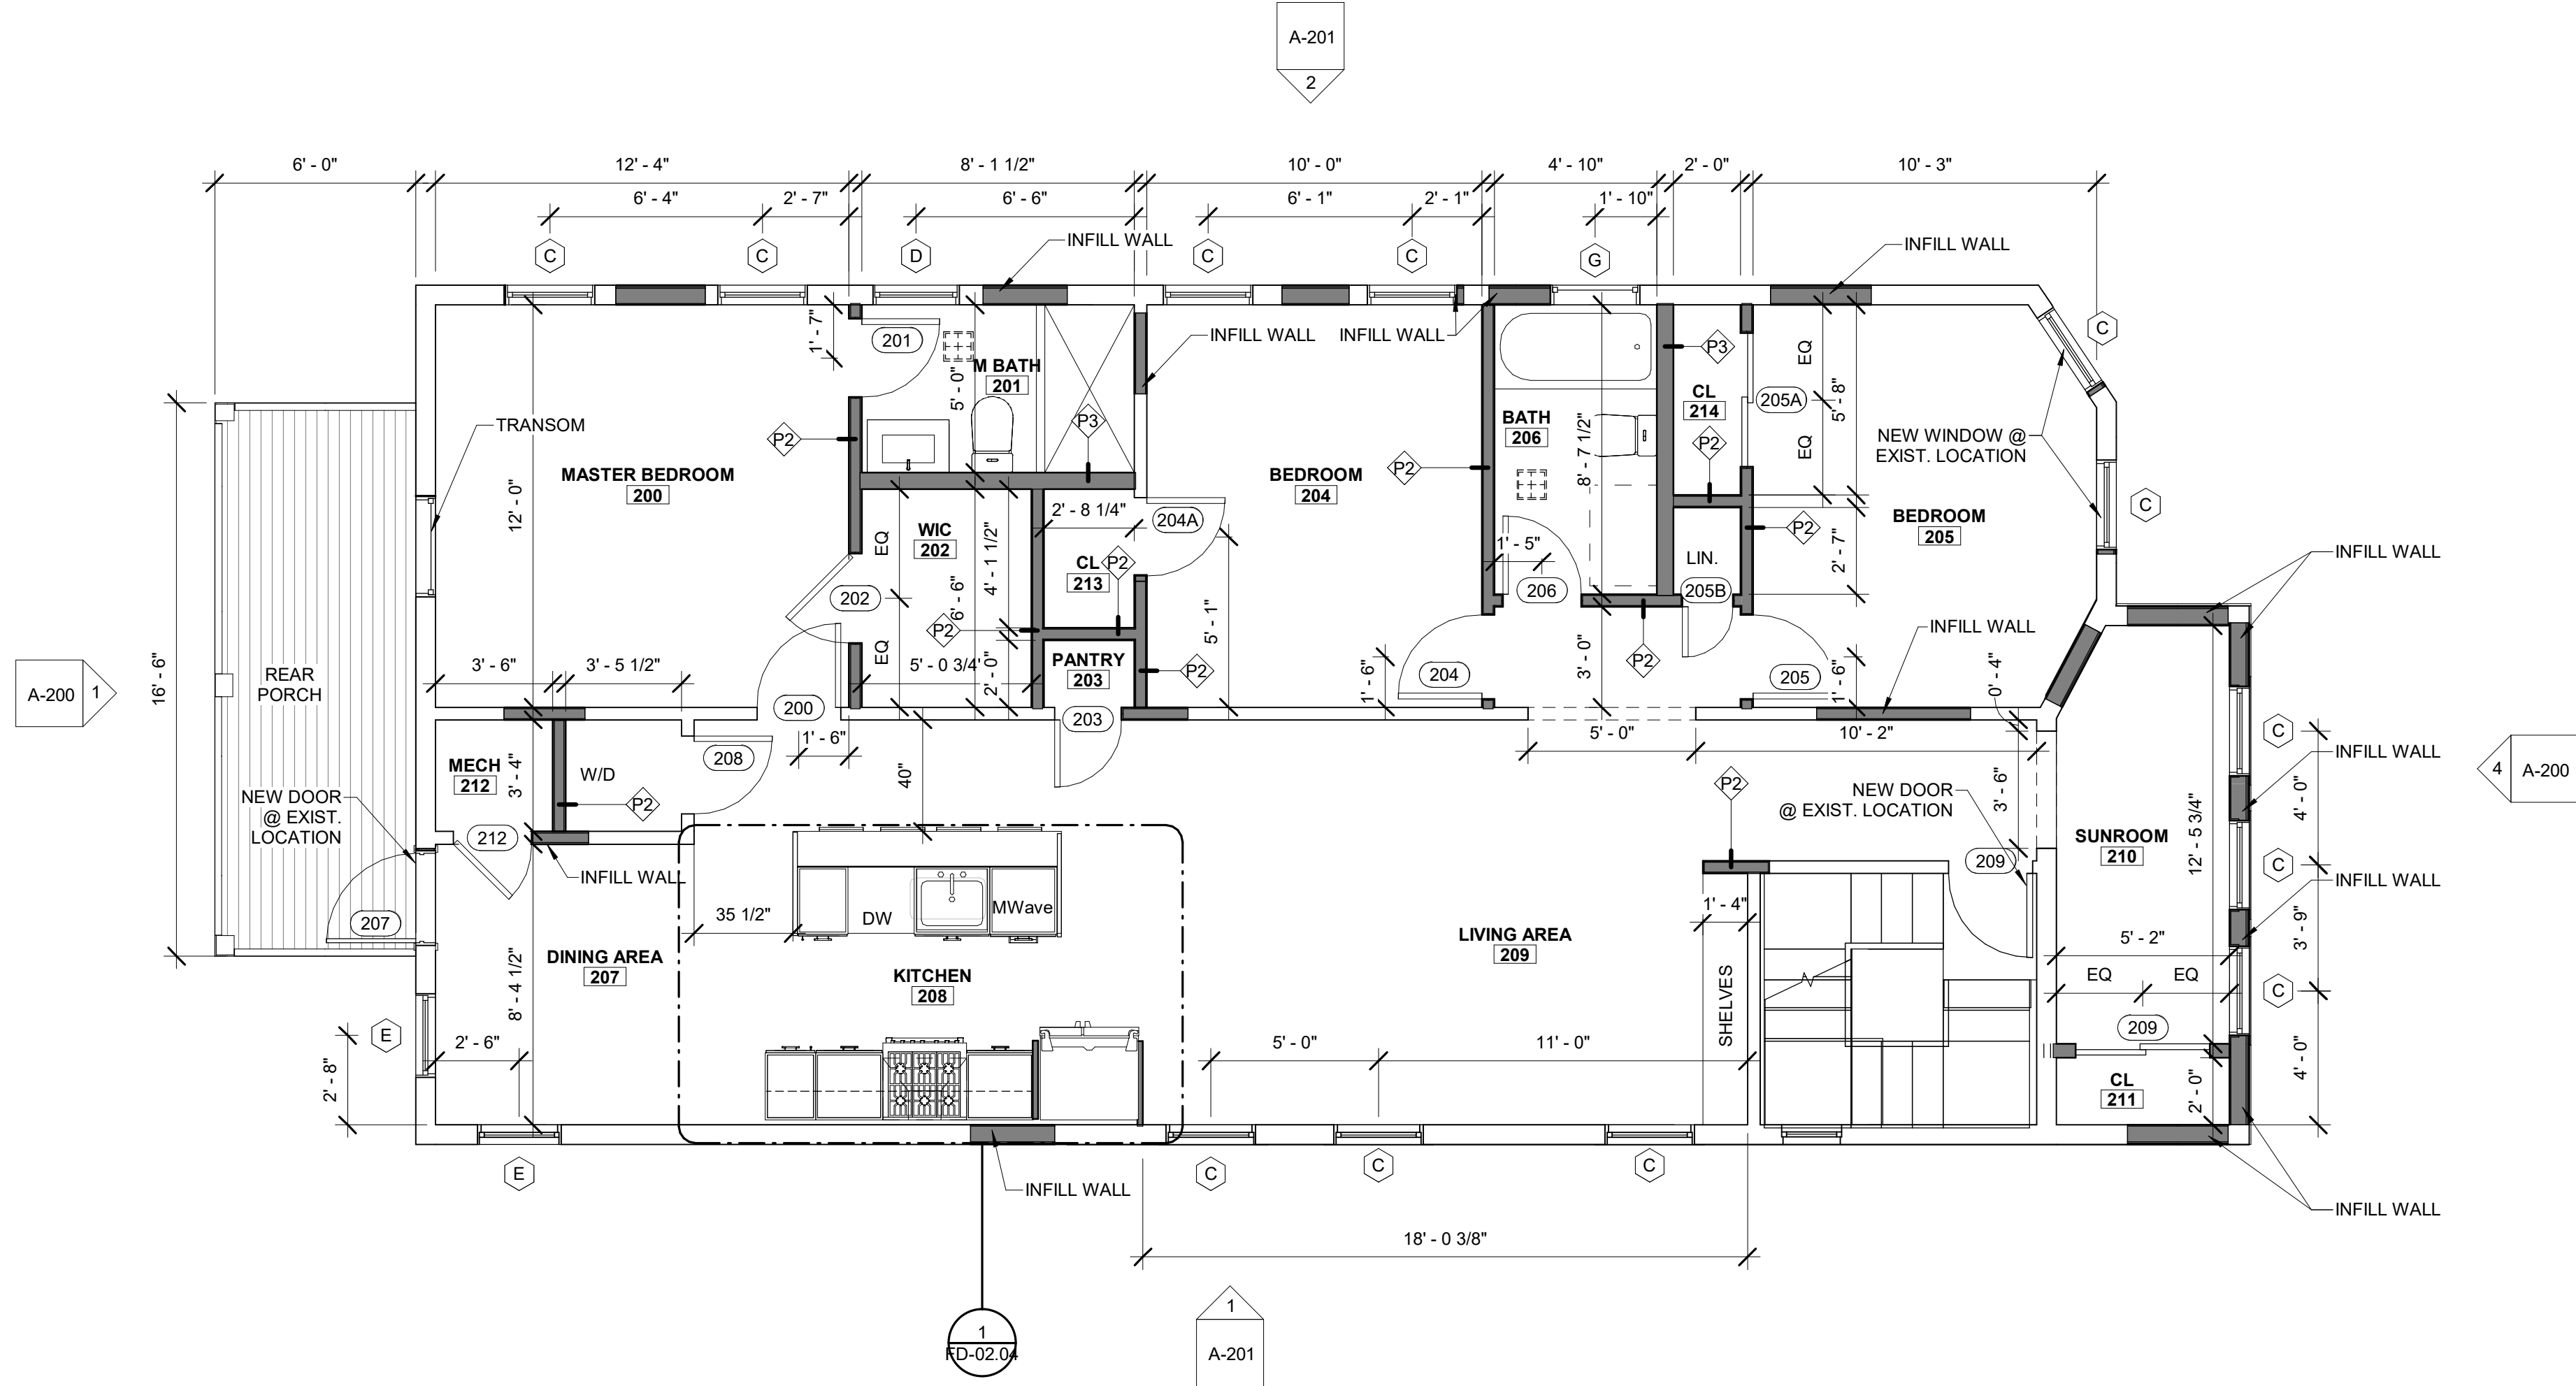 A-201
2
6' - 0"
12' - 4"
8' - 1 1/2"
10' - 0"
4' - 10"
2' - 0"
10' - 3"
6' - 4"
2' - 7"
6' - 6"
6' - 1"
2' - 1"
1' - 10"
C
C
D
INFILL WALL
C
C
G
INFILL WALL
1' - 7"
201
INFILL WALL
INFILL WALL
C
M BATH
201
5' - 0"
P3
P3
EQ
CL
214
205A
5' - 8"
TRANSOM
P2
BATH
206
8' - 7 1/2"
P2
EQ
NEW WINDOW @
EXIST. LOCATION
MASTER BEDROOM
200
BEDROOM
204
P2
12' - 0"
2' - 8 1/4"
204A
C
WIC
202
EQ
4' - 1 1/2"
BEDROOM
205
P2
1' - 5"
LIN.
2' - 7"
INFILL WALL
CL
213
P2
202
6' - 6"
206
205B
P2
5' - 1"
INFILL WALL
16' - 6"
A-200
1
REAR
PORCH
3' - 6"
3' - 5 1/2"
EQ
5' - 0 3/4"
2' - 0"
PANTRY
203
P2
1' - 6"
204
3' - 0"
P2
205
1' - 6"
0' - 4"
200
203
1' - 6"
5' - 0"
10' - 2"
C
INFILL WALL
MECH
212
3' - 4"
W/D
208
40"
P2
P2
NEW DOOR
@ EXIST.
LOCATION
NEW DOOR
@ EXIST. LOCATION
3' - 6"
4' - 0"
4
A-200
212
INFILL WALL
SUNROOM
210
12' - 5 3/4"
209
C
INFILL WALL
207
35 1/2"
DW
MWave
1' - 4"
DINING AREA
207
8' - 4 1/2"
KITCHEN
208
LIVING AREA
209
SHELVES
5' - 2"
EQ
EQ
3' - 9"
C
E
2' - 6"
2' - 8"
5' - 0"
11' - 0"
209
CL
211
2' - 0"
4' - 0"
E
INFILL WALL
C
C
C
INFILL WALL
18' - 0 3/8"
1
FD-02.04
1
A-201